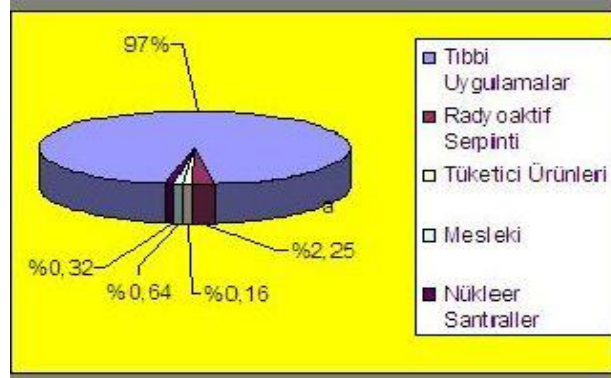 97%
a
%2,25
%0,32
%0,64
%0,16
Tıbbi
Uygulamalar
Radyoaktif
Serpinti
Tüketici Ürünleri
Mesleki
Nükleer
Santraller